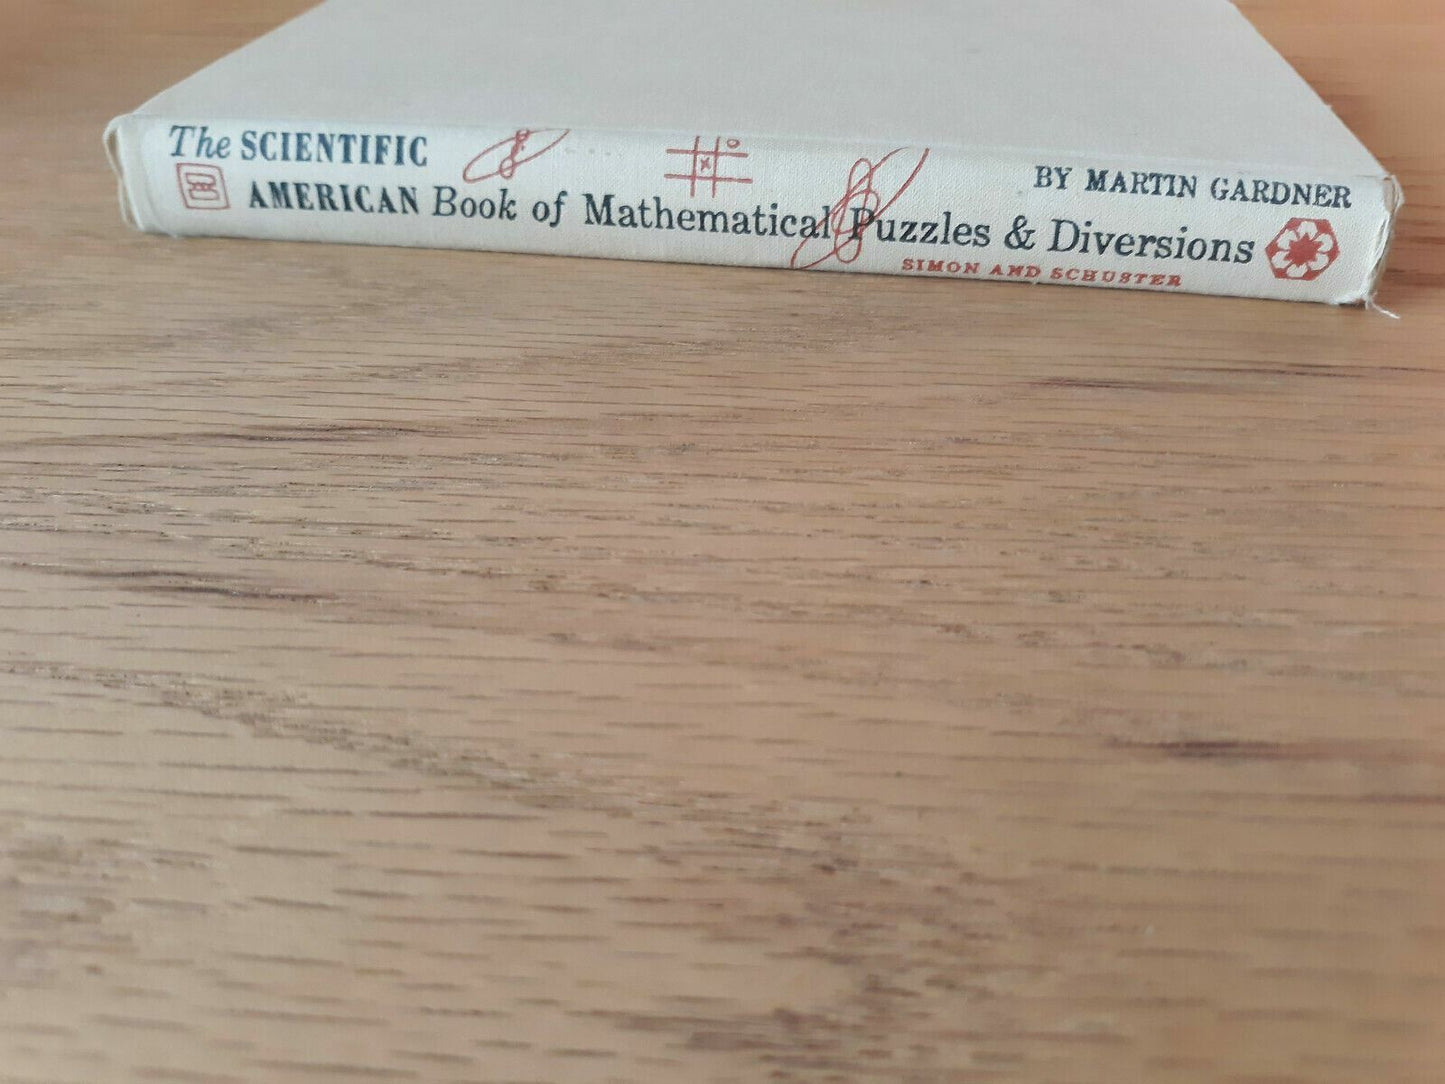 The SCIENTIFIC
AMERICAN Book of Mathematical Puzzles & Diversions
BY MARTIN GARDNER
SIMON AND SCHUSTER